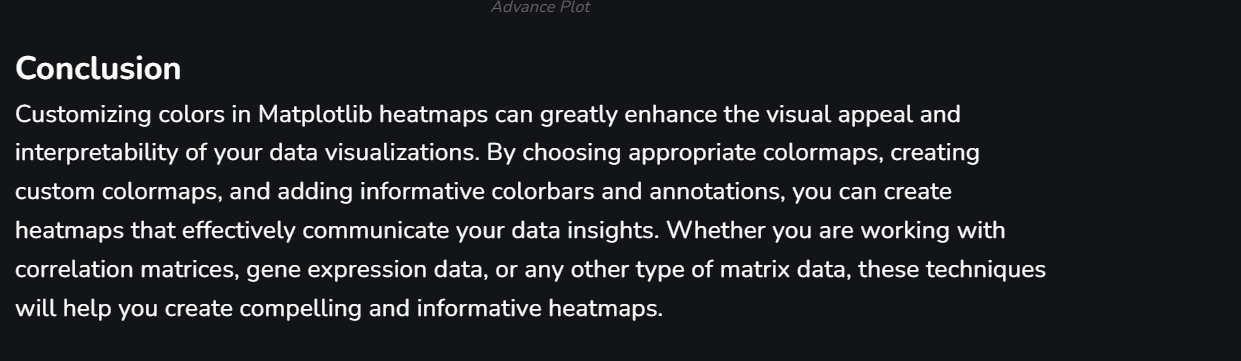 Advance Plot
Conclusion
Customizing colors in Matplotlib heatmaps can greatly enhance the visual appeal and
interpretability of your data visualizations. By choosing appropriate colormaps, creating
custom colormaps, and adding informative colorbars and annotations, you can create
heatmaps that effectively communicate your data insights. Whether you are working with
correlation matrices, gene expression data, or any other type of matrix data, these techniques
will help you create compelling and informative heatmaps.